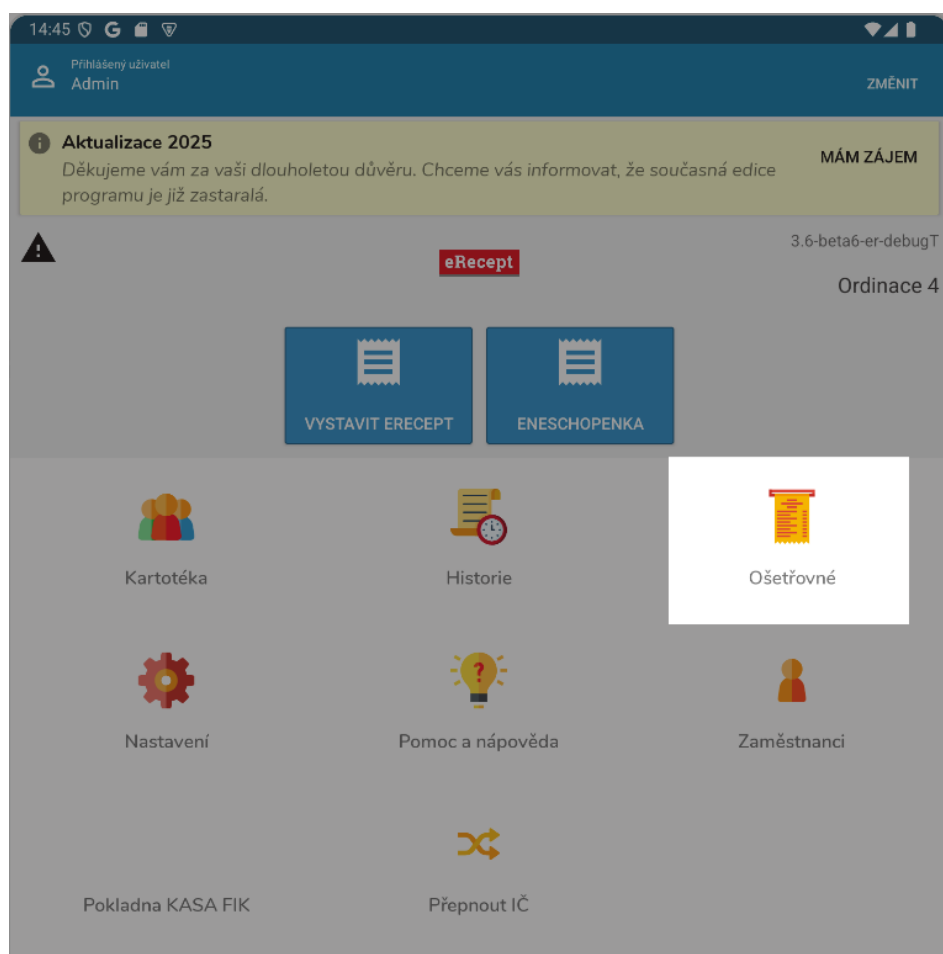 14:45
Přihlášený uživatel
Admin
ZMĚNIT
Aktualizace 2025
Děkujeme vám za vaši dlouholetou důvěru. Chceme vás informovat, že současná edice
programu je již zastaralá.
MÁM ZÁJEM
3.6-beta6-er-debugT
eRecept
Ordinace 4
VYSTAVIT ERECEPT
ENESCHOPENKA
Kartotéka
Historie
Ošetřovné
Nastavení
Pomoc a nápověda
Zaměstnanci
Pokladna KASA FIK
Přepnout IČ